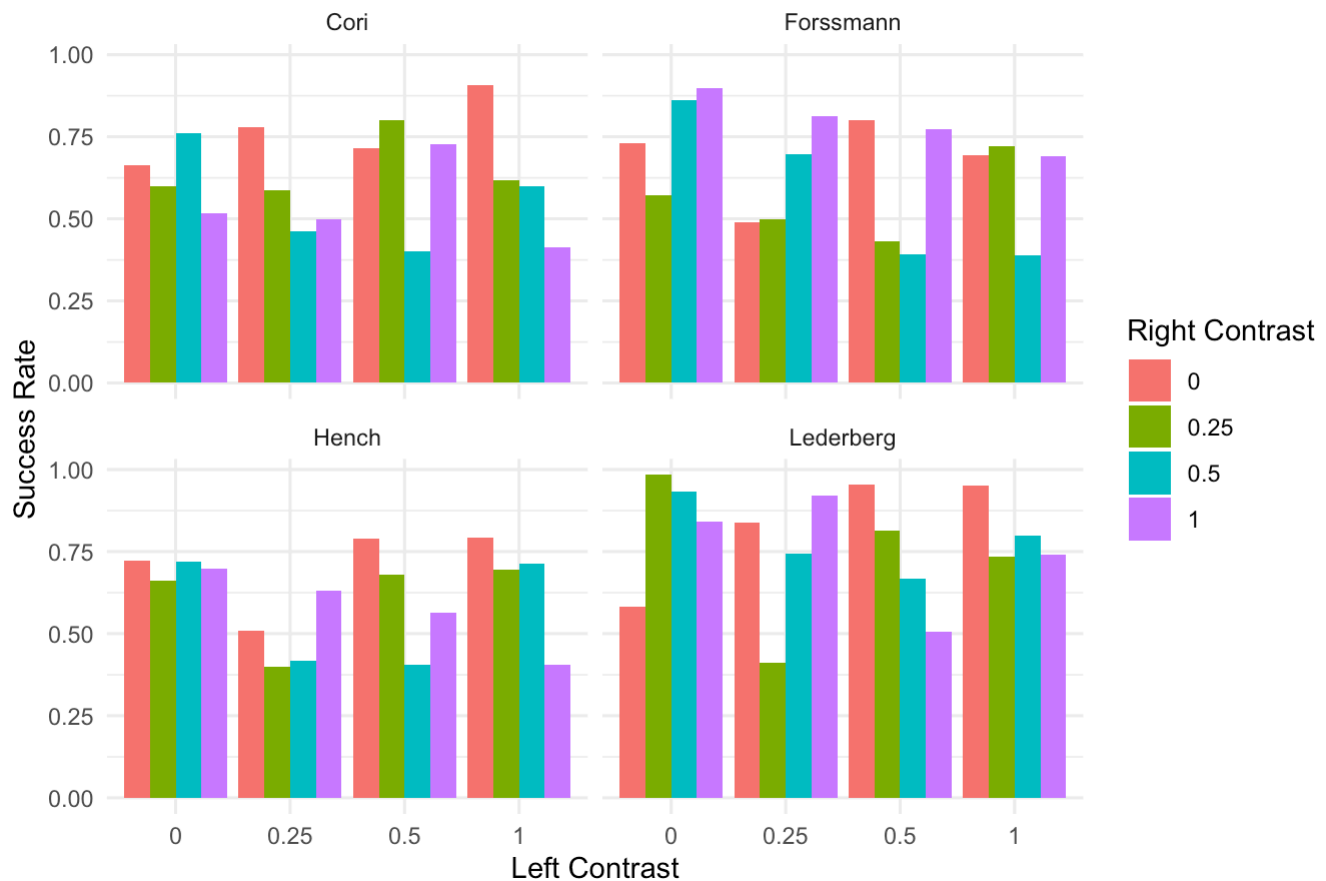 Cori
Forssmann
1.00
0.75
0.50
0.25
0.00
Hench
Lederberg
1.00
0.75
0.50
0.25
0.00
0 0.25 0.5 1
0 0.25 0.5 1
Left Contrast
Success Rate
Right Contrast
0
0.25
0.5
1